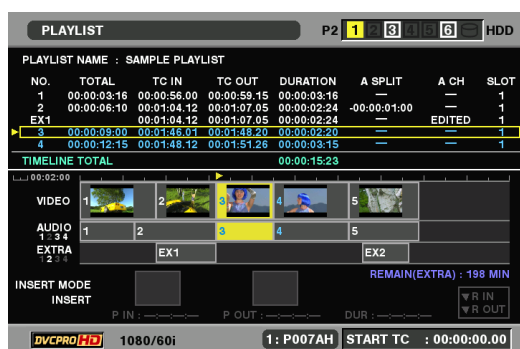 PLAYLIST P2 1 2 3 4 5 6 HDD
PLAYLIST NAME : SAMPLE PLAYLIST
NO. TOTAL TC IN TC OUT DURATION A SPLIT A CH SLOT
1 00:00:03:16 00:00:56.00 00:00:59.15 00:00:03:16 — — 1
2 00:00:06:10 00:01:04.12 00:01:07.05 00:00:02:24 -00:00:01:00 — 1
EX1 00:01:04.12 00:01:07.05 00:00:02:24 — EDITED 1
3 00:00:09:00 00:01:46.01 00:01:48.20 00:00:02:20 — — 1
4 00:00:12:15 00:01:48.12 00:01:51.26 00:00:03:15 — — 1
TIMELINE TOTAL 00:00:15:23
00:02:00
VIDEO 1 2 3 4 5
AUDIO 1 2 3 4 5
1 2 3 4
EXTRA EX1 EX2
1 2 3 4
REMAIN(EXTRA) : 198 MIN
INSERT MODE
INSERT
▼R IN
▼R OUT
P IN : —:—:—:— P OUT : —:—:—:— DUR : —:—:—:—
DVCPRO HD 1080/60i 1: P007AH START TC : 00:00:00.00